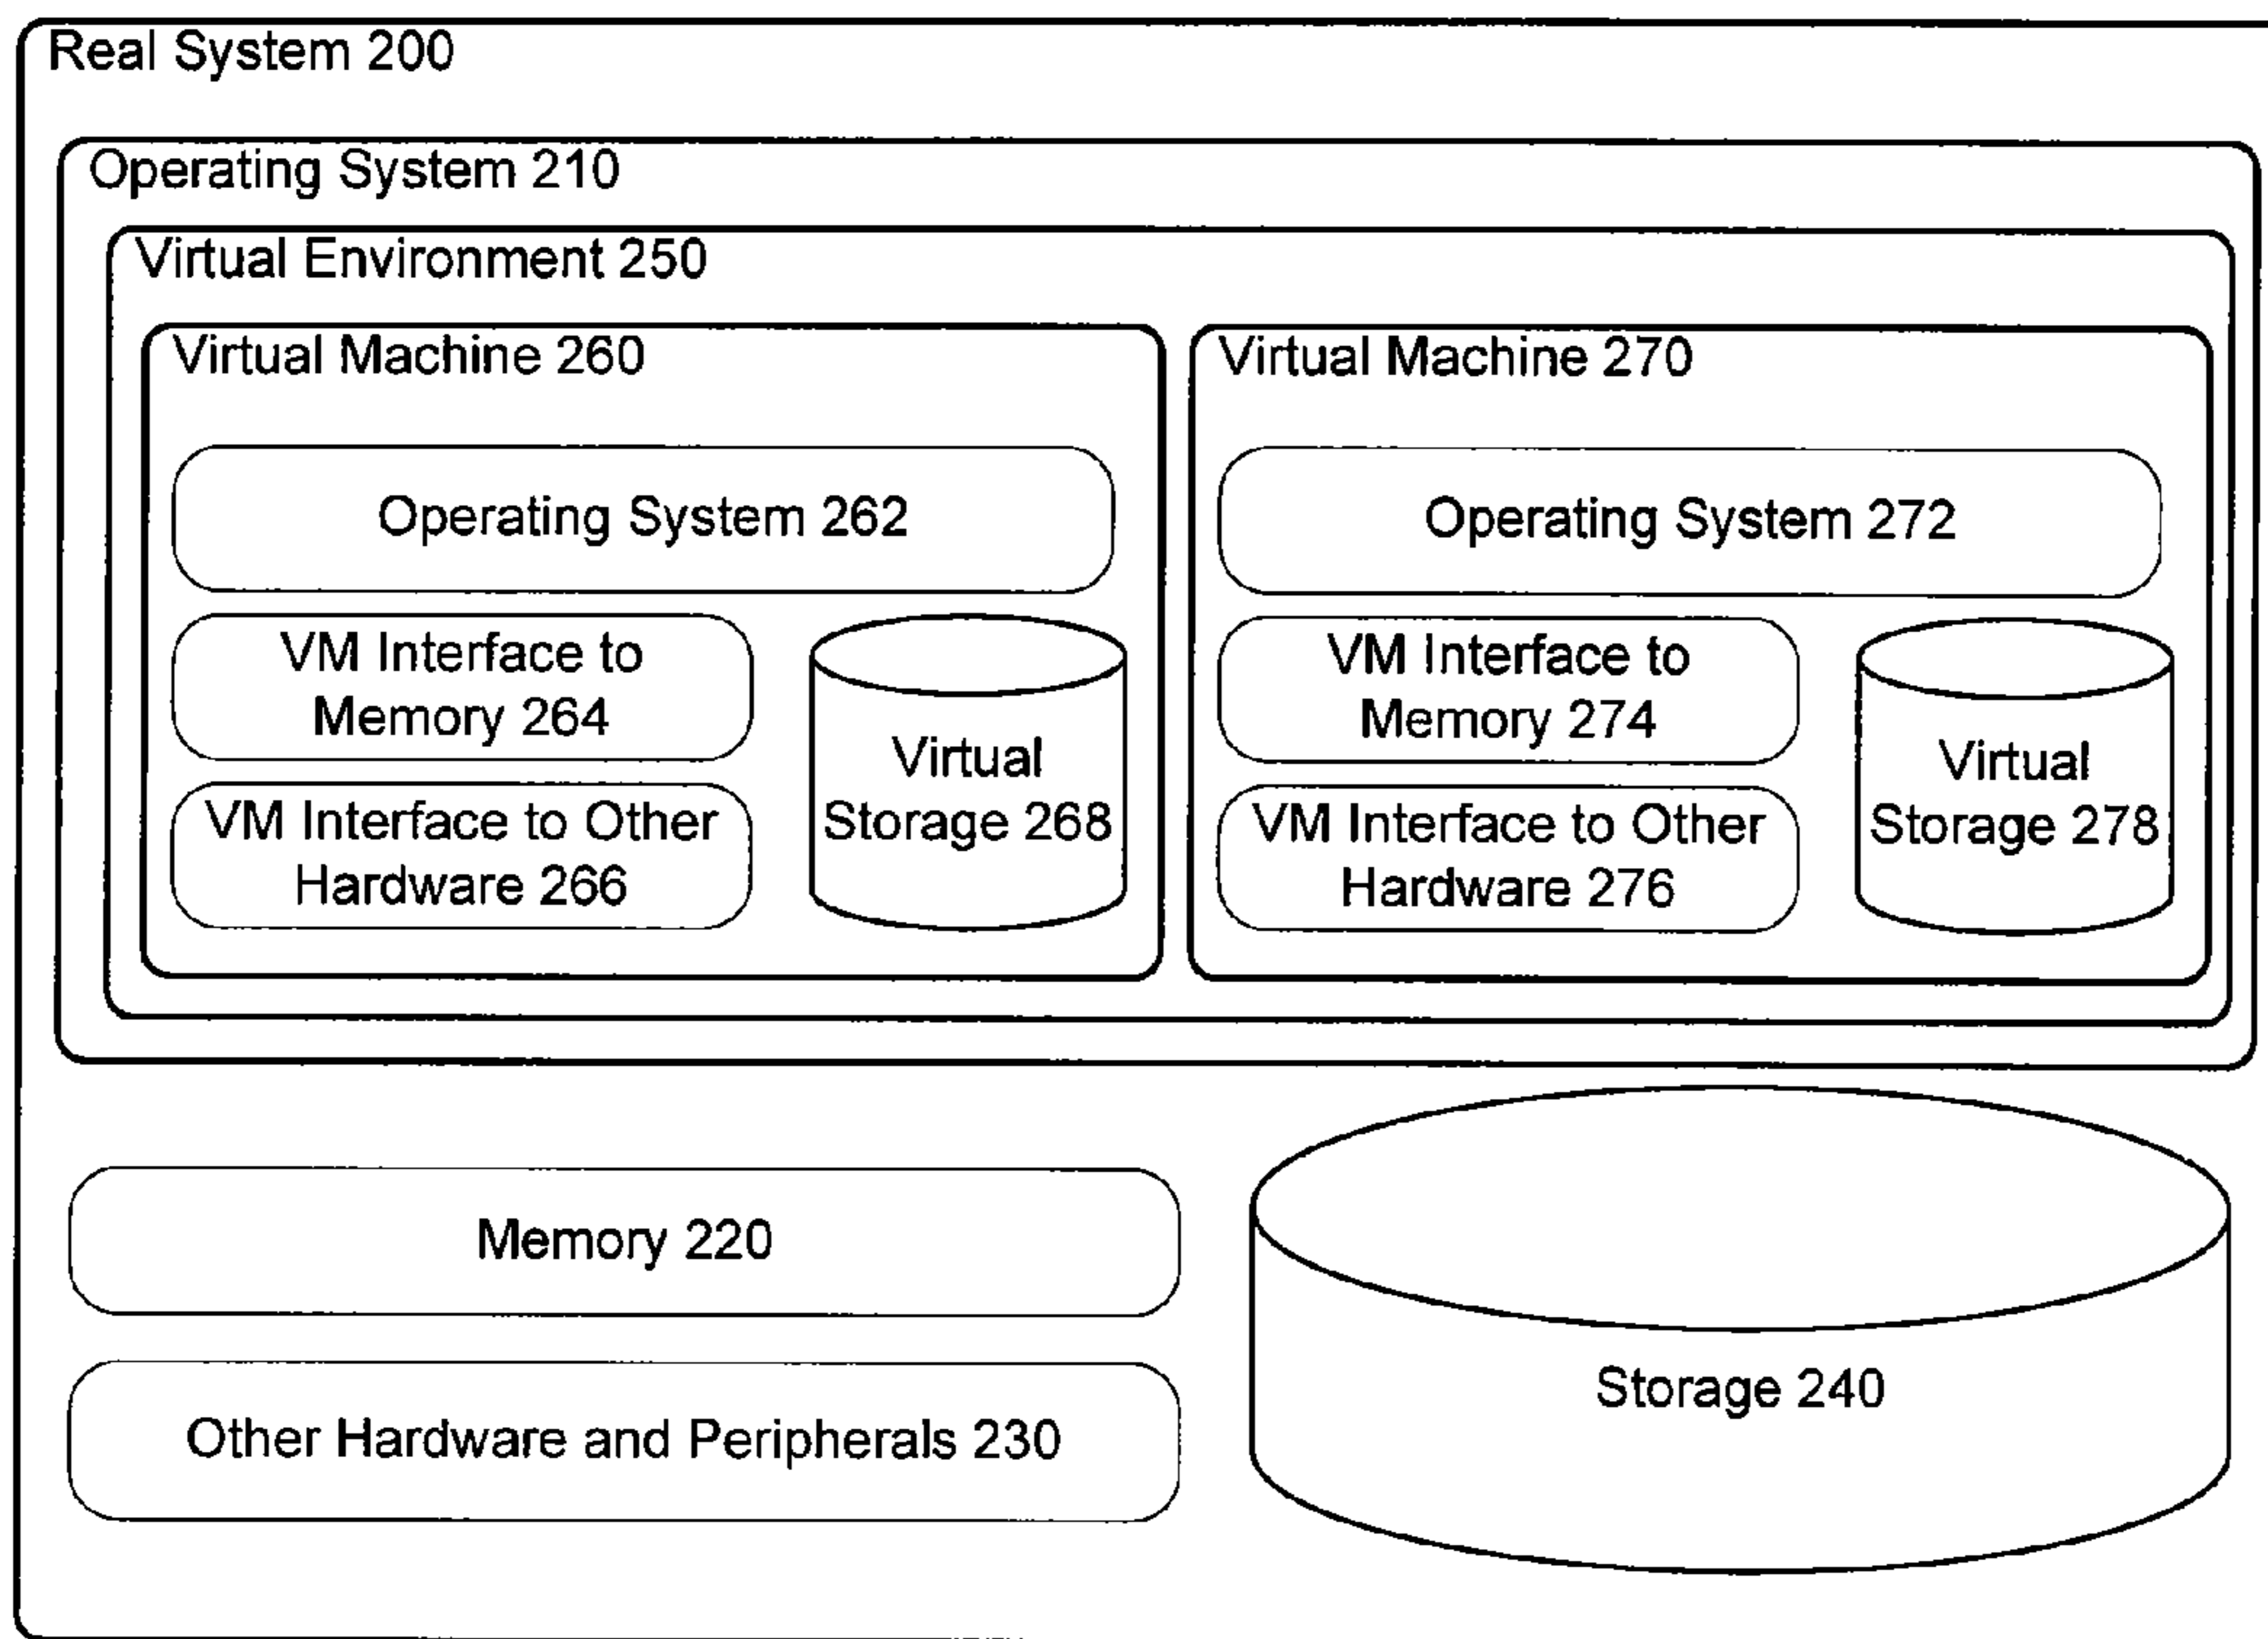 Real System 200
Operating System 210
Virtual Environment 250
Virtual Machine 260
Operating System 262
VM Interface to
Memory 264
VM Interface to Other
Hardware 266
Virtual
Storage 268
Virtual Machine 270
Operating System 272
VM Interface to
Memory 274
VM Interface to Other
Hardware 276
Virtual
Storage 278
Memory 220
Other Hardware and Peripherals 230
Storage 240